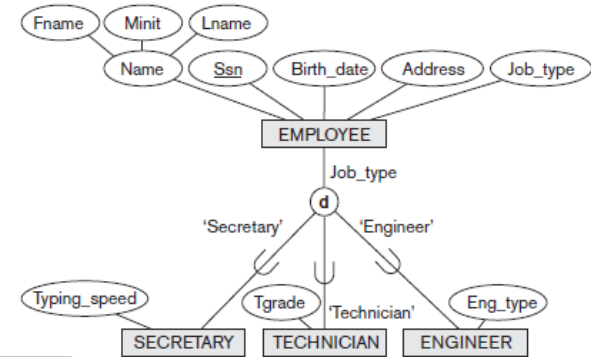 Fname Minit Lname
Name Ssn Birth_date Address Job_type
EMPLOYEE
Job_type
d
'Secretary' 'Engineer'
Typing_speed Tgrade 'Technician' Eng_type
SECRETARY TECHNICIAN ENGINEER